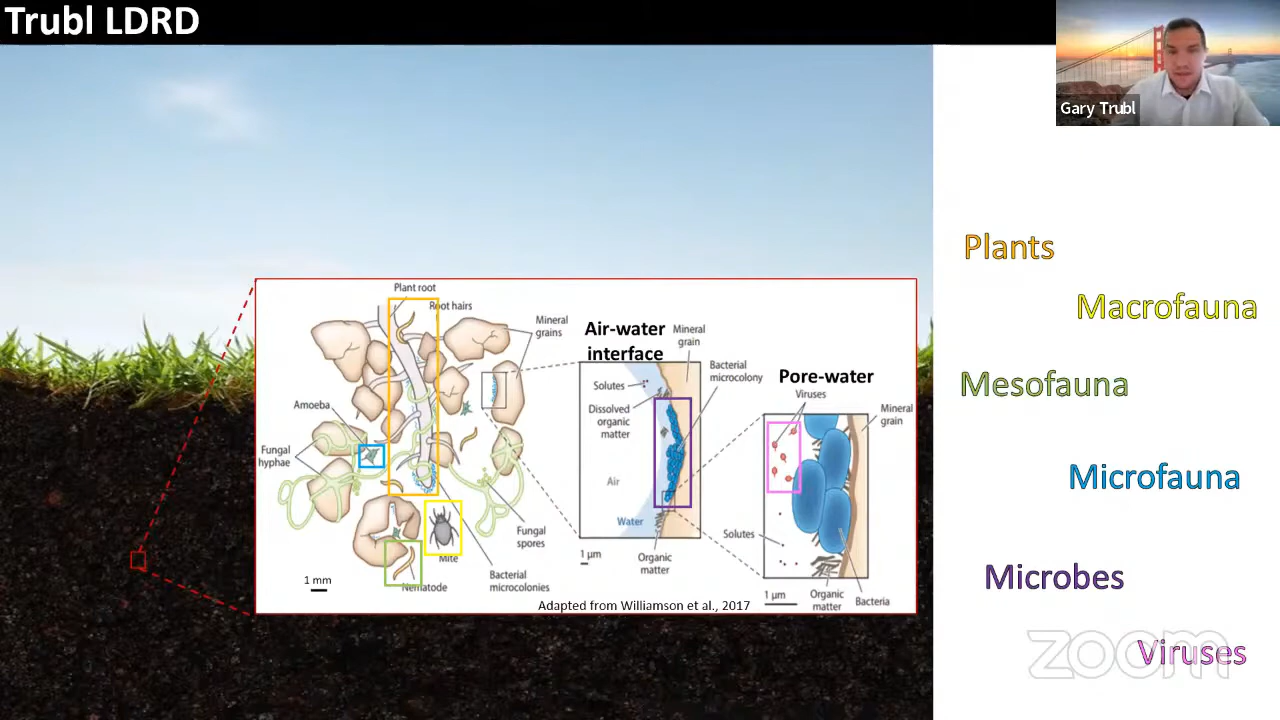 Trubl LDRD
Gary Trubl
Plants
Macrofauna
Mesofauna
Microfauna
Microbes
Viruses
zoom
Plant root
Root hairs
Mineral
grains
Amoeba
Fungal
hyphae
Mite
Nematode
Fungal
spores
Bacterial
microcolonies
1 mm
Air-water
interface
Mineral
grain
Bacterial
microcolony
Solutes
Dissolved
organic
matter
Air
Water
Organic
matter
1 μm
Pore-water
Viruses
Mineral
grain
Solutes
Organic
matter
Bacteria
1 μm
Adapted from Williamson et al., 2017